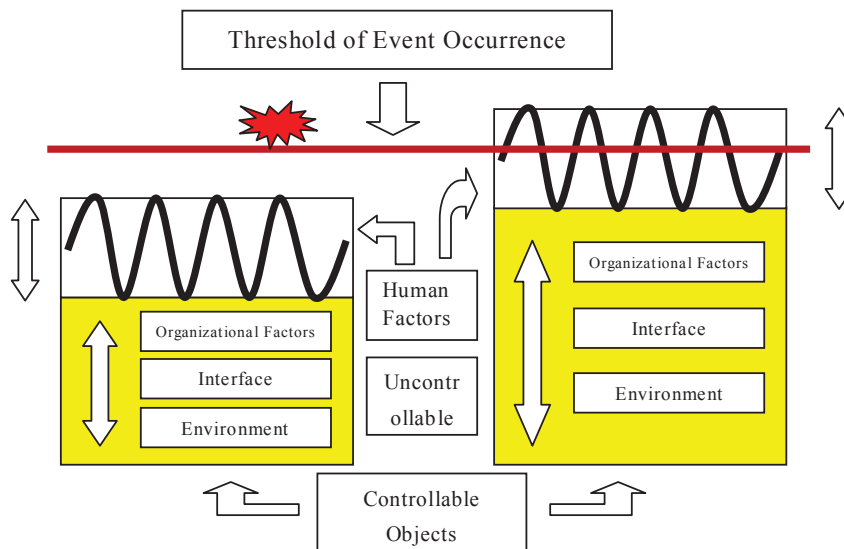 Threshold of Event Occurrence
Human
Factors
Uncontr
ollable
Organizational Factors
Interface
Environment
Organizational Factors
Interface
Environment
Controllable
Objects